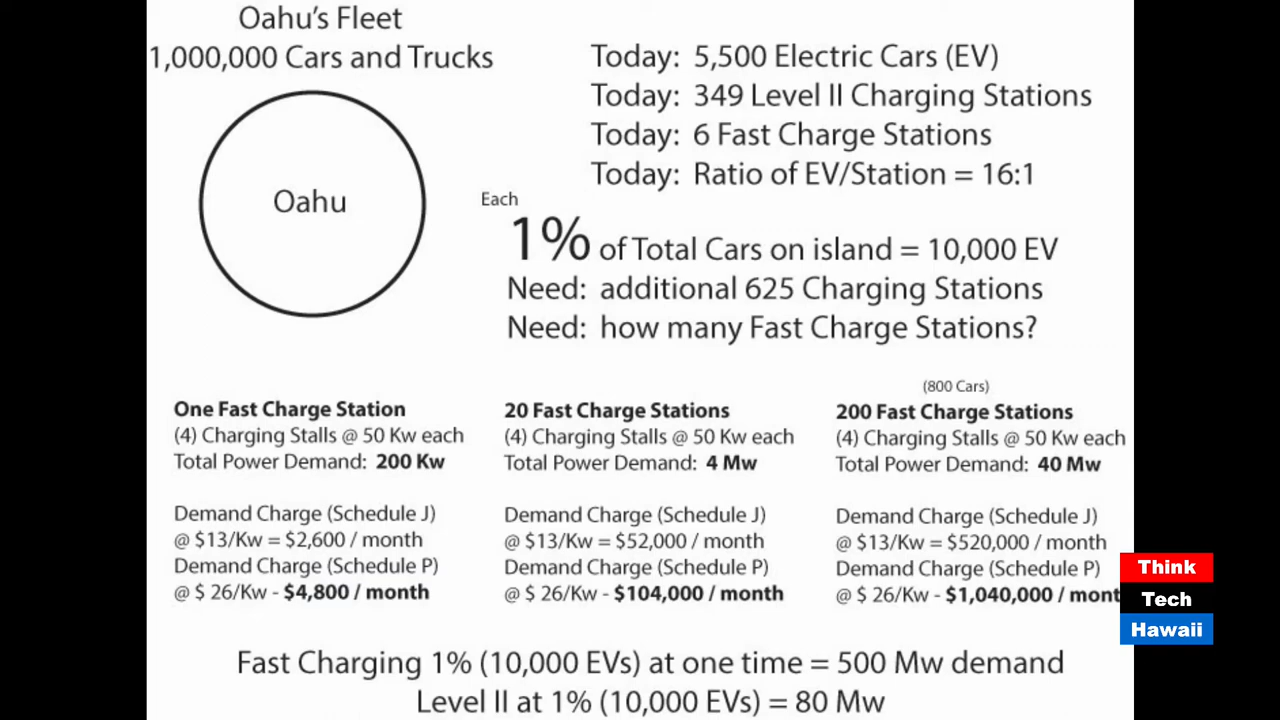 Oahu's Fleet
1,000,000 Cars and Trucks
Oahu
Today: 5,500 Electric Cars (EV)
Today: 349 Level II Charging Stations
Today: 6 Fast Charge Stations
Today: Ratio of EV/Station = 16:1
Each
1% of Total Cars on island = 10,000 EV
Need: additional 625 Charging Stations
Need: how many Fast Charge Stations?
One Fast Charge Station
(4) Charging Stalls @ 50 Kw each
Total Power Demand: 200 Kw
Demand Charge (Schedule J)
@ $13/Kw = $2,600 / month
Demand Charge (Schedule P)
@ $ 26/Kw - $4,800 / month
20 Fast Charge Stations
(4) Charging Stalls @ 50 Kw each
Total Power Demand: 4 Mw
Demand Charge (Schedule J)
@ $13/Kw = $52,000 / month
Demand Charge (Schedule P)
@ $ 26/Kw - $104,000 / month
(800 Cars)
200 Fast Charge Stations
(4) Charging Stalls @ 50 Kw each
Total Power Demand: 40 Mw
Demand Charge (Schedule J)
@ $13/Kw = $520,000 / month
Demand Charge (Schedule P)
@ $ 26/Kw - $1,040,000 / mont
Think
Tech
Hawaii
Fast Charging 1% (10,000 EVs) at one time = 500 Mw demand
Level II at 1% (10,000 EVs) = 80 Mw